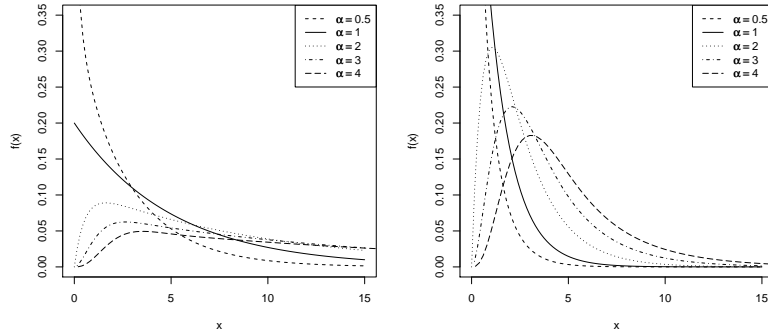 0.35
0.30
0.25
0.20
0.15
0.10
0.05
0.00
f(x)
0
5
10
15
x
α = 0.5
α = 1
α = 2
α = 3
α = 4
0.35
0.30
0.25
0.20
0.15
0.10
0.05
0.00
f(x)
0
5
10
15
x
α = 0.5
α = 1
α = 2
α = 3
α = 4